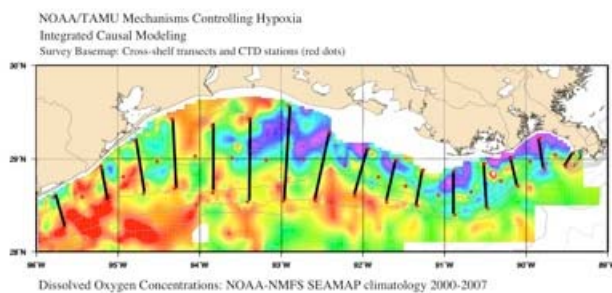 NOAA/TAMU Mechanisms Controlling Hypoxia
Integrated Causal Modeling
Survey Basemap: Cross-shelf transects and CTD stations (red dots)
30°N
29°N
28°N
96°W 95°W 94°W 93°W 92°W 91°W 90°W 89°W
Dissolved Oxygen Concentrations: NOAA-NMFS SEAMAP climatology 2000-2007